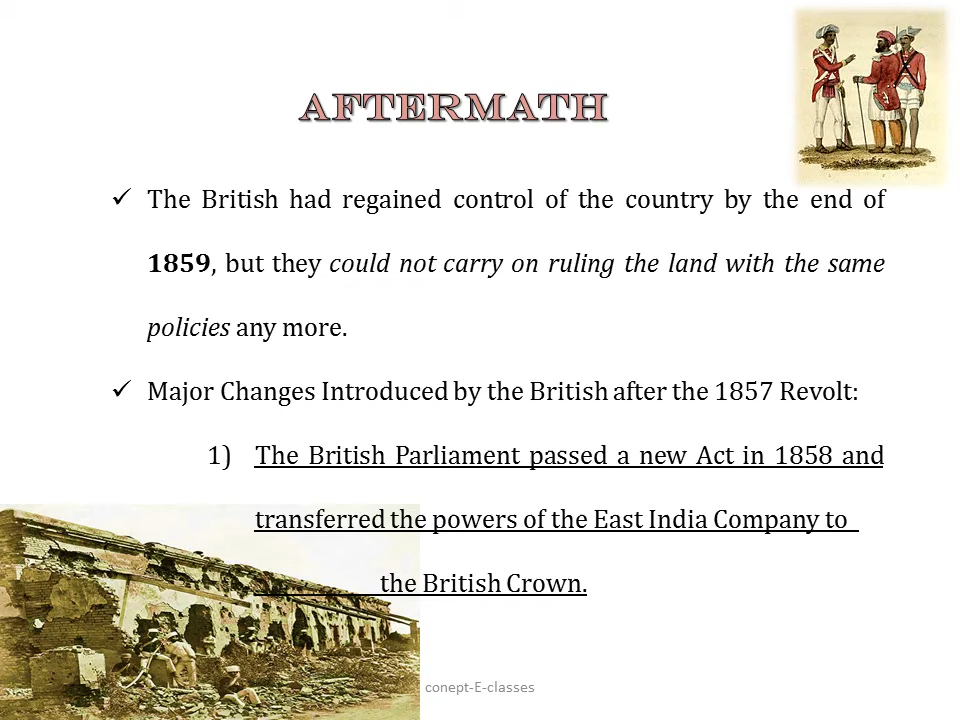 AFTERMATH
✓ The British had regained control of the country by the end of
1859, but they could not carry on ruling the land with the same
policies any more.
✓ Major Changes Introduced by the British after the 1857 Revolt:
1) The British Parliament passed a new Act in 1858 and
transferred the powers of the East India Company to
the British Crown.
conept-E-classes